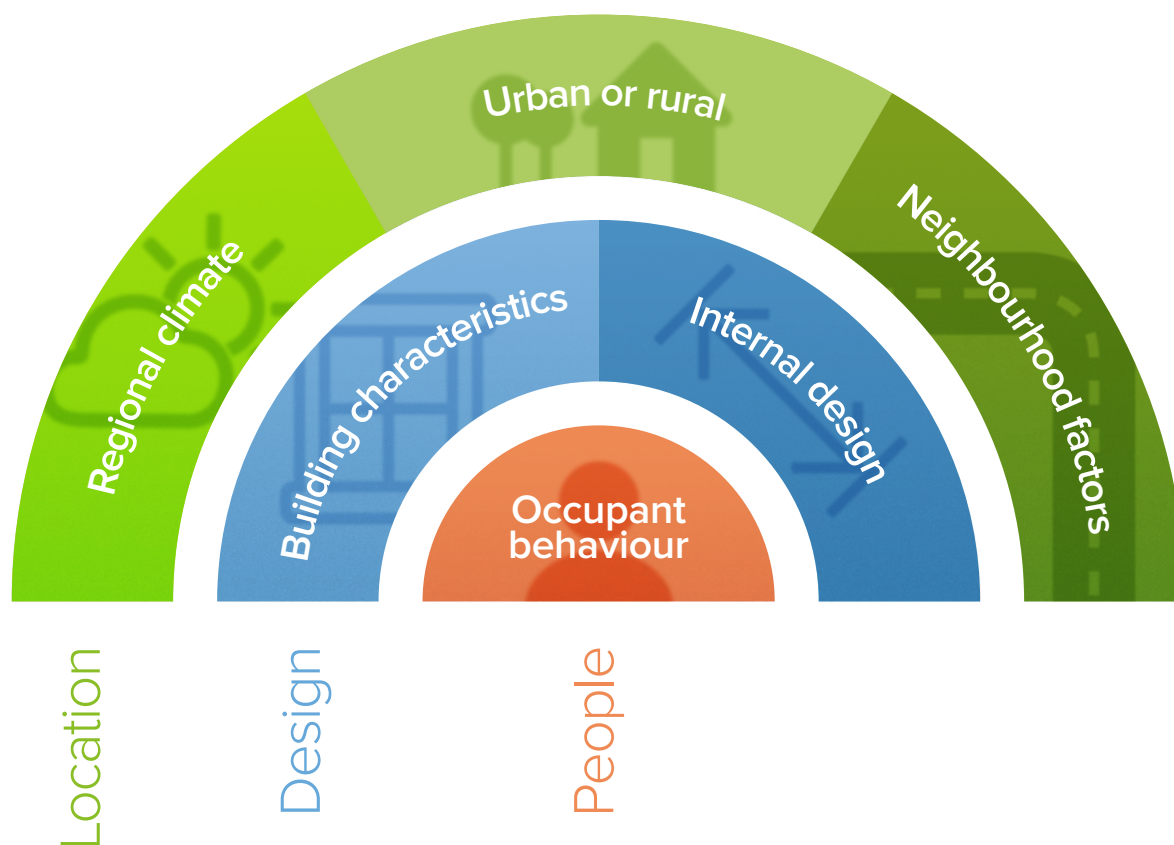 Urban or rural
Regional climate
Neighbourhood factors
Building characteristics
Internal design
Occupant
behaviour
Location
Design
People